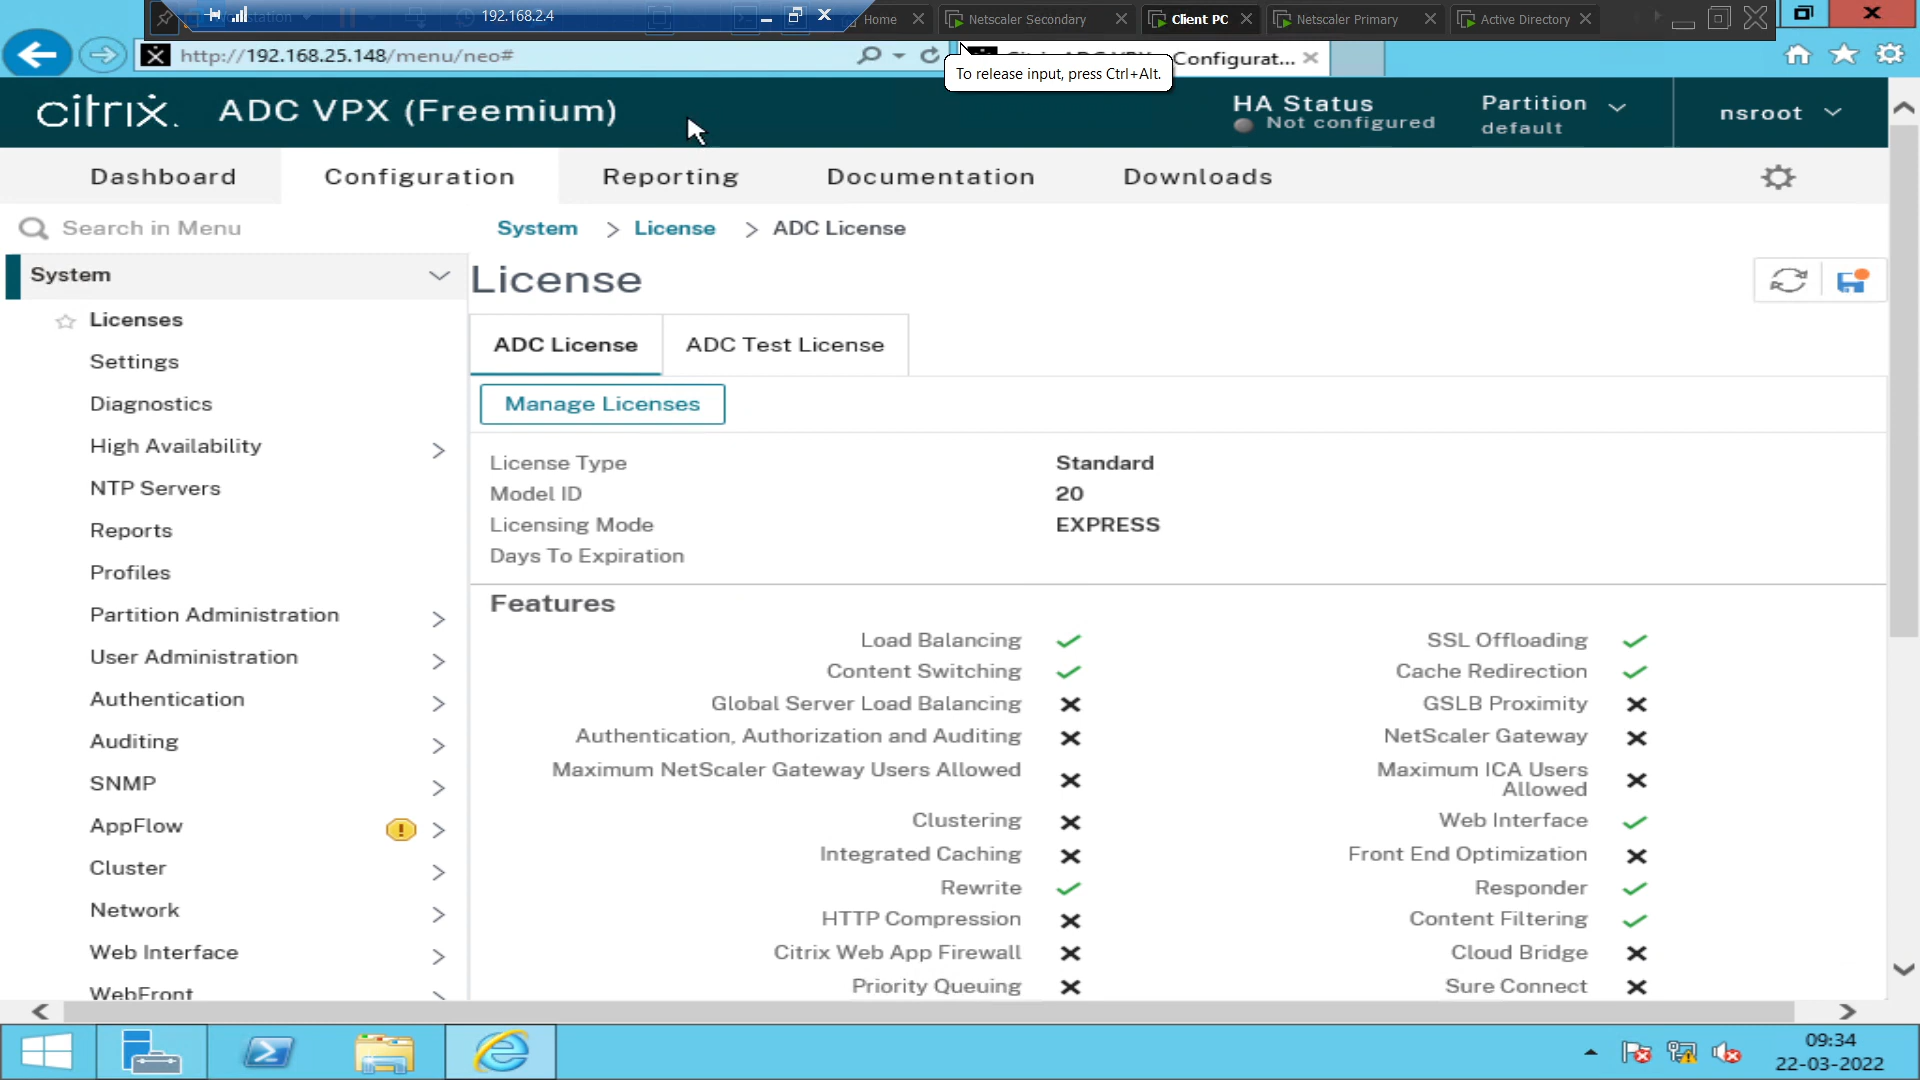 192.168.2.4
Home
Netscaler Secondary
Client PC
Netscaler Primary
Active Directory
http://192.168.25.148/menu/neo#
Configurat...
To release input, press Ctrl+Alt.
citrix. ADC VPX (Freemium)
HA Status
Not configured
Partition
default
nsroot
Dashboard
Configuration
Reporting
Documentation
Downloads
Search in Menu
System > License > ADC License
System
License
Licenses
Settings
Diagnostics
High Availability
NTP Servers
Reports
Profiles
Partition Administration
User Administration
Authentication
Auditing
SNMP
AppFlow
Cluster
Network
Web Interface
WebFront
ADC License
ADC Test License
Manage Licenses
License Type Standard
Model ID 20
Licensing Mode EXPRESS
Days To Expiration
Features
Load Balancing
SSL Offloading
Content Switching
Cache Redirection
Global Server Load Balancing
GSLB Proximity
Authentication, Authorization and Auditing
NetScaler Gateway
Maximum NetScaler Gateway Users Allowed
Maximum ICA Users
Allowed
Clustering
Web Interface
Integrated Caching
Front End Optimization
Rewrite
Responder
HTTP Compression
Content Filtering
Citrix Web App Firewall
Cloud Bridge
Priority Queuing
Sure Connect
09:34
22-03-2022